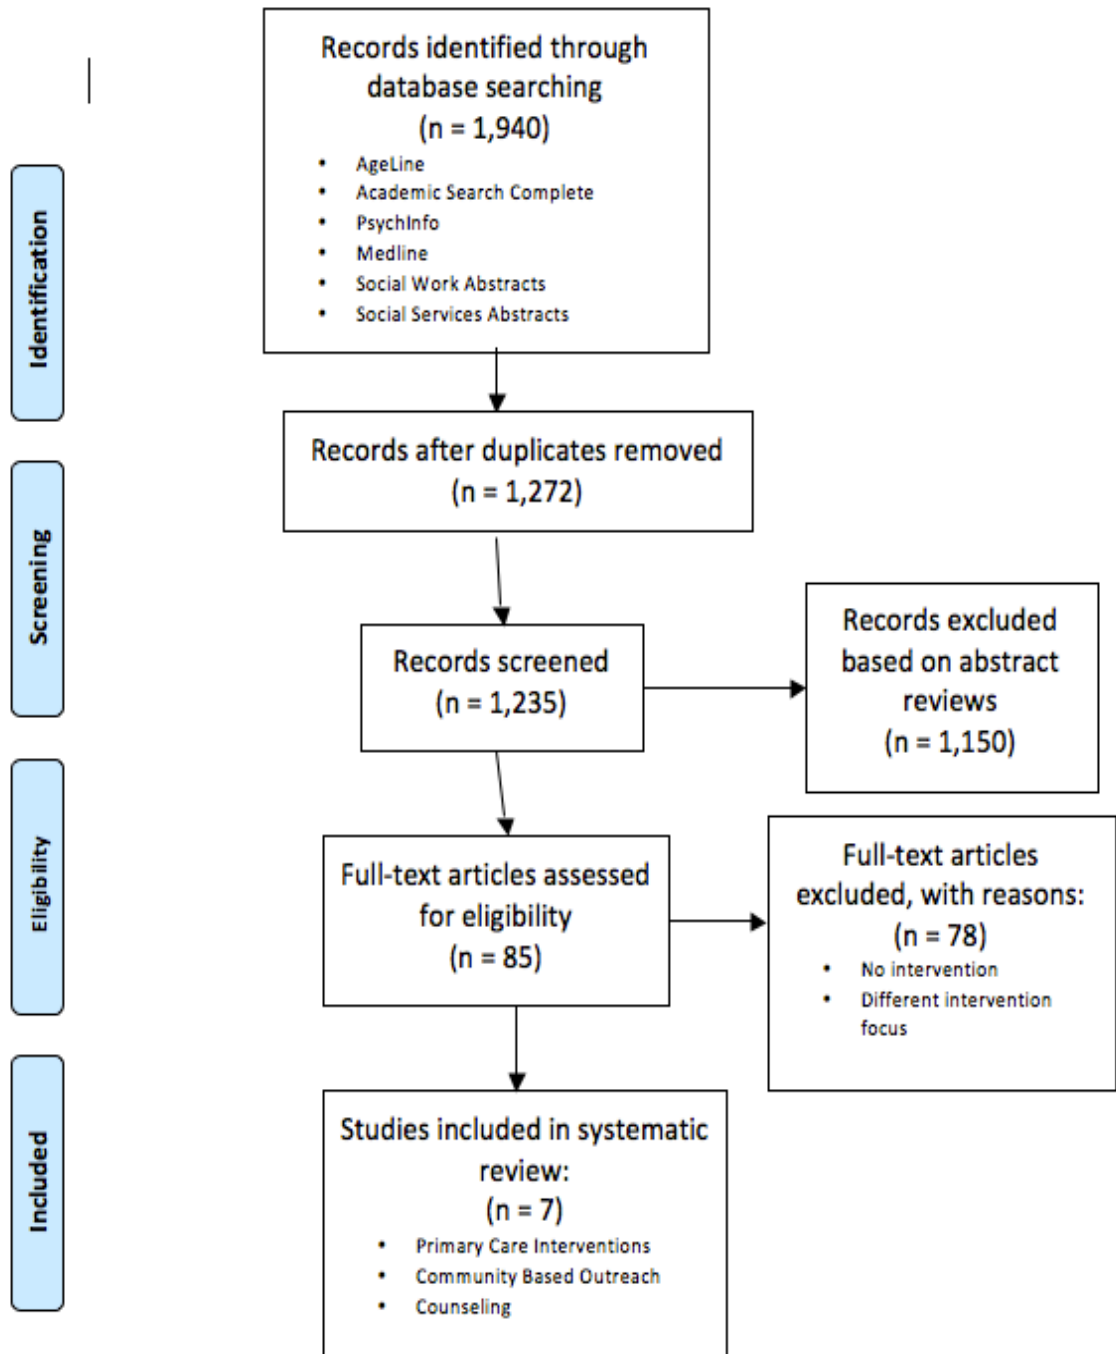 Records identified through
database searching
(n = 1,940)
• AgeLine
• Academic Search Complete
• PsychInfo
• Medline
• Social Work Abstracts
• Social Services Abstracts
Identification
Records after duplicates removed
(n = 1,272)
Screening
Records screened
(n = 1,235)
Records excluded
based on abstract
reviews
(n = 1,150)
Eligibility
Full-text articles assessed
for eligibility
(n = 85)
Full-text articles
excluded, with reasons:
(n = 78)
• No intervention
• Different intervention
focus
Included
Studies included in systematic
review:
(n = 7)
• Primary Care Interventions
• Community Based Outreach
• Counseling